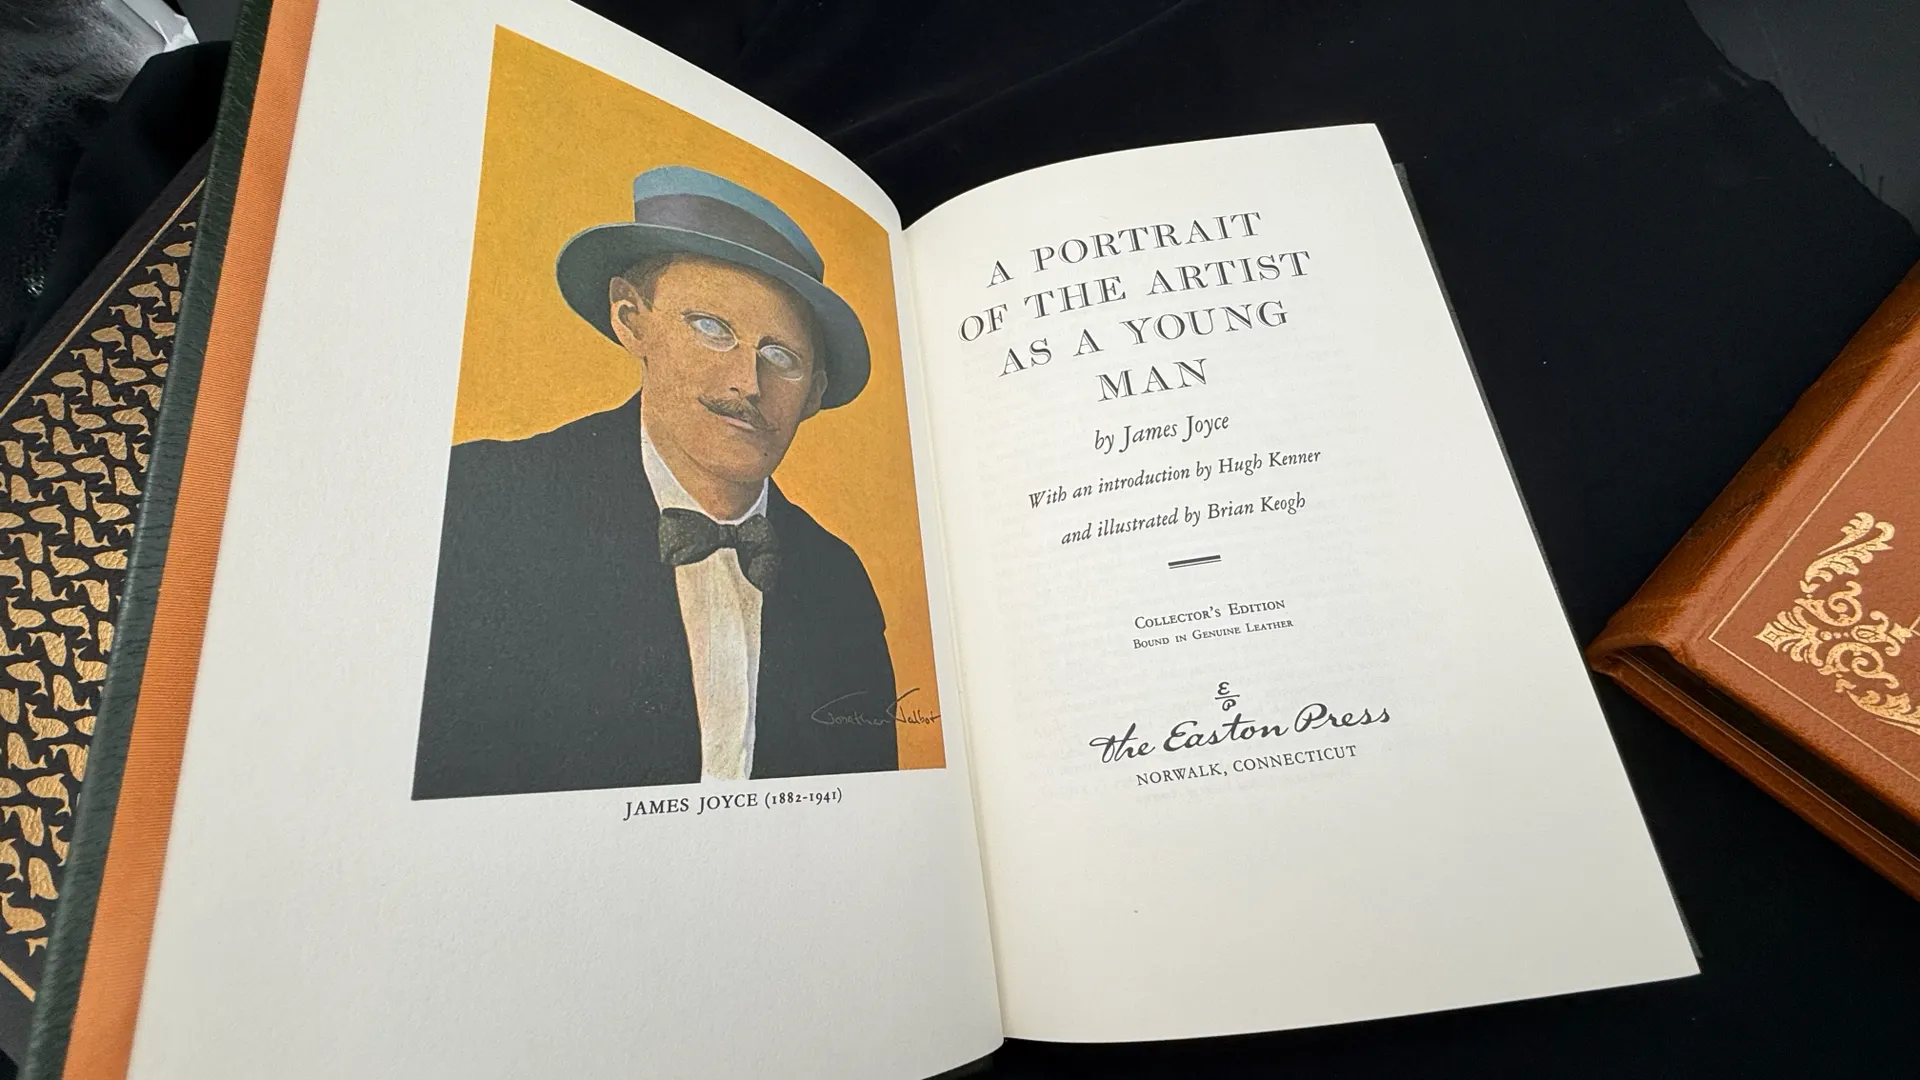 Jonathan Talbot
JAMES JOYCE (1882-1941)
A PORTRAIT
OF THE ARTIST
AS A YOUNG
MAN
by James Joyce
With an introduction by Hugh Kenner
and illustrated by Brian Keogh
COLLECTOR'S EDITION
BOUND IN GENUINE LEATHER
E
P
The Easton Press
NORWALK, CONNECTICUT